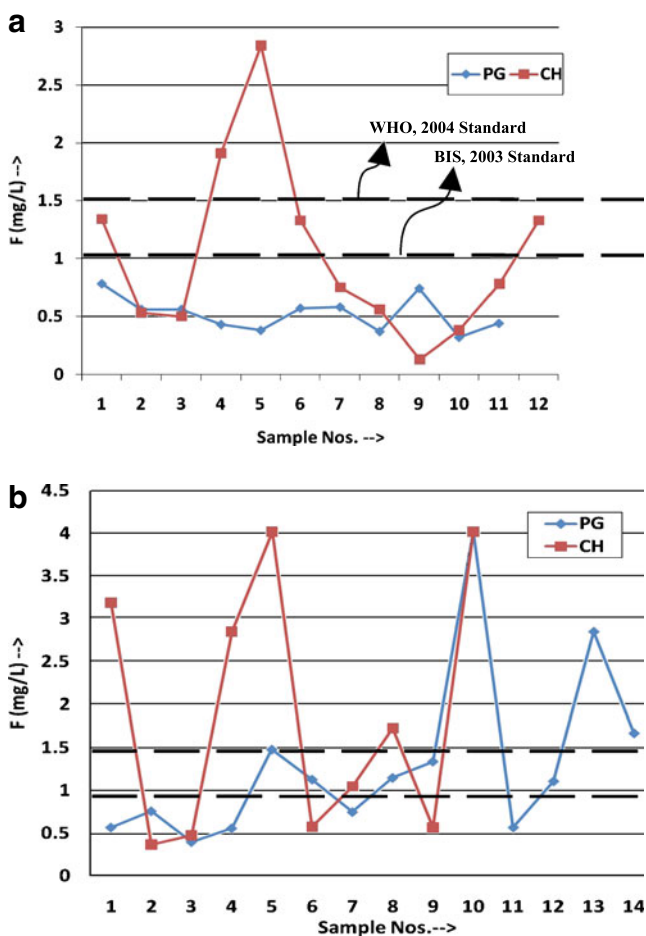 a
3
2.5
2
1.5
1
0.5
0
F (mg/L) -->
PG CH
WHO, 2004 Standard
BIS, 2003 Standard
1 2 3 4 5 6 7 8 9 10 11 12
Sample Nos. -->
b
4.5
4
3.5
3
2.5
2
1.5
1
0.5
0
F (mg/L) -->
PG
CH
1 2 3 4 5 6 7 8 9 10 11 12 13 14
Sample Nos.-->